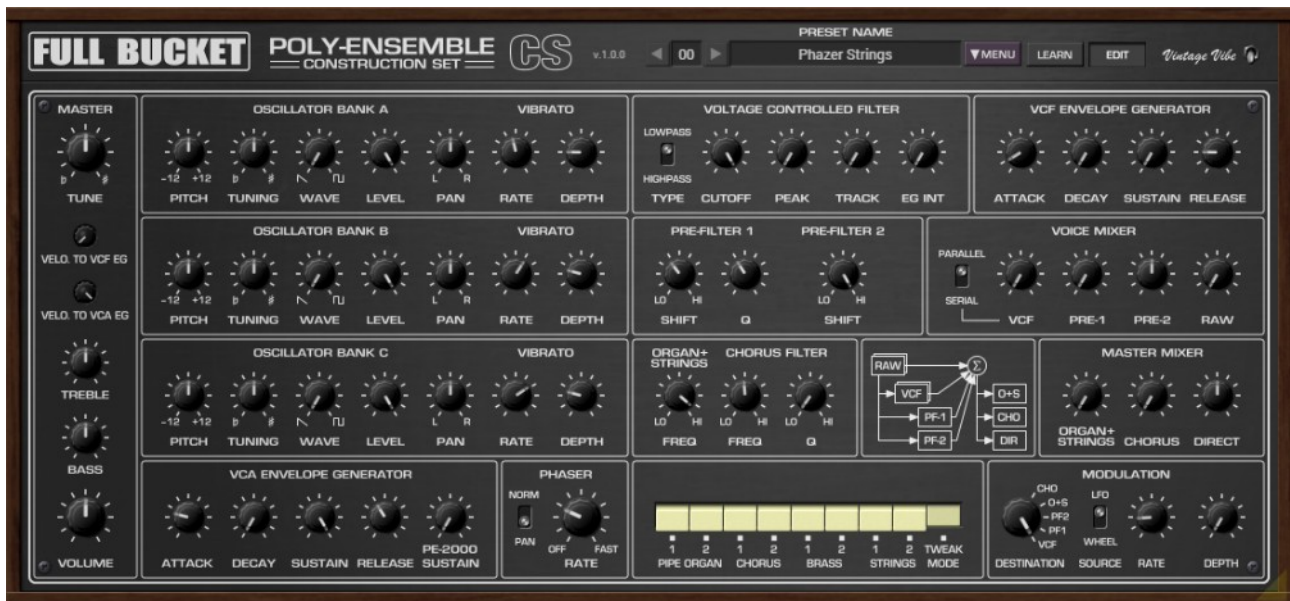 FULL BUCKET
POLY-ENSEMBLE CS
CONSTRUCTION SET
v.1.0.0
PRESET NAME
00 Phazer Strings ▼MENU LEARN EDIT Vintage Vibe
MASTER
♭ ♯
TUNE
VELO. TO VCF EG
VELO. TO VCA EG
TREBLE
BASS
VOLUME
OSCILLATOR BANK A VIBRATO
-12 +12 ♭ ♯ L R
PITCH TUNING WAVE LEVEL PAN RATE DEPTH
VOLTAGE CONTROLLED FILTER
LOWPASS
HIGHPASS
TYPE CUTOFF PEAK TRACK EG INT
VCF ENVELOPE GENERATOR
ATTACK DECAY SUSTAIN RELEASE
OSCILLATOR BANK B VIBRATO
-12 +12 ♭ ♯ L R
PITCH TUNING WAVE LEVEL PAN RATE DEPTH
PRE-FILTER 1 PRE-FILTER 2
LO HI LO HI
SHIFT Q SHIFT
VOICE MIXER
PARALLEL
SERIAL
VCF PRE-1 PRE-2 RAW
OSCILLATOR BANK C VIBRATO
-12 +12 ♭ ♯ L R
PITCH TUNING WAVE LEVEL PAN RATE DEPTH
ORGAN+
STRINGS
CHORUS FILTER
LO HI LO HI LO HI
FREQ FREQ Q
RAW Σ
VCF O+S
PF-1 CHO
PF-2 DIR
MASTER MIXER
ORGAN+
STRINGS CHORUS DIRECT
VCA ENVELOPE GENERATOR
PE-2000
ATTACK DECAY SUSTAIN RELEASE SUSTAIN
PHASER
NORM
PAN OFF FAST
RATE
1 2 1 2 1 2 1 2 TWEAK
PIPE ORGAN CHORUS BRASS STRINGS MODE
MODULATION
CHO
O+S
PF2
PF1
VCF
LFO
WHEEL
DESTINATION SOURCE RATE DEPTH